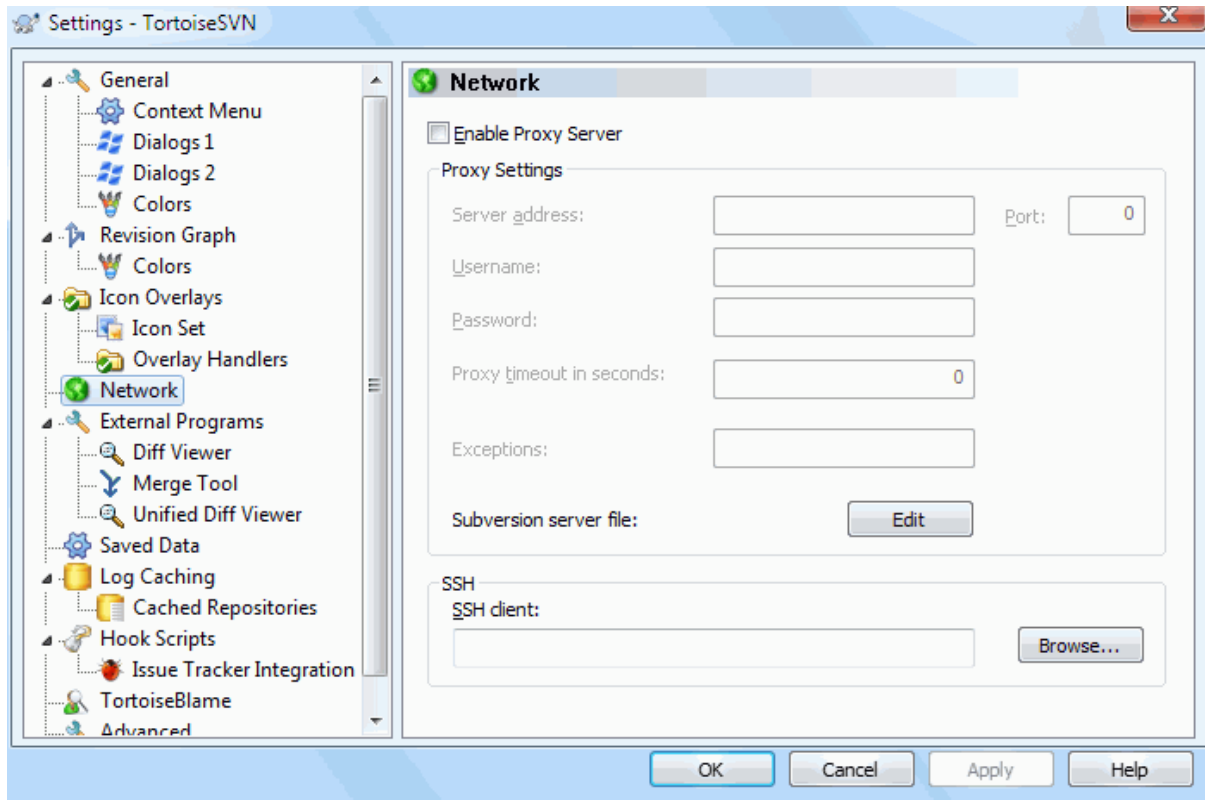 Settings - TortoiseSVN
General
Context Menu
Dialogs 1
Dialogs 2
Colors
Revision Graph
Colors
Icon Overlays
Icon Set
Overlay Handlers
Network
External Programs
Diff Viewer
Merge Tool
Unified Diff Viewer
Saved Data
Log Caching
Cached Repositories
Hook Scripts
Issue Tracker Integration
TortoiseBlame
Advanced
Network
Enable Proxy Server
Proxy Settings
Server address:
Port: 0
Username:
Password:
Proxy timeout in seconds: 0
Exceptions:
Subversion server file: Edit
SSH
SSH client:
Browse...
OK Cancel Apply Help